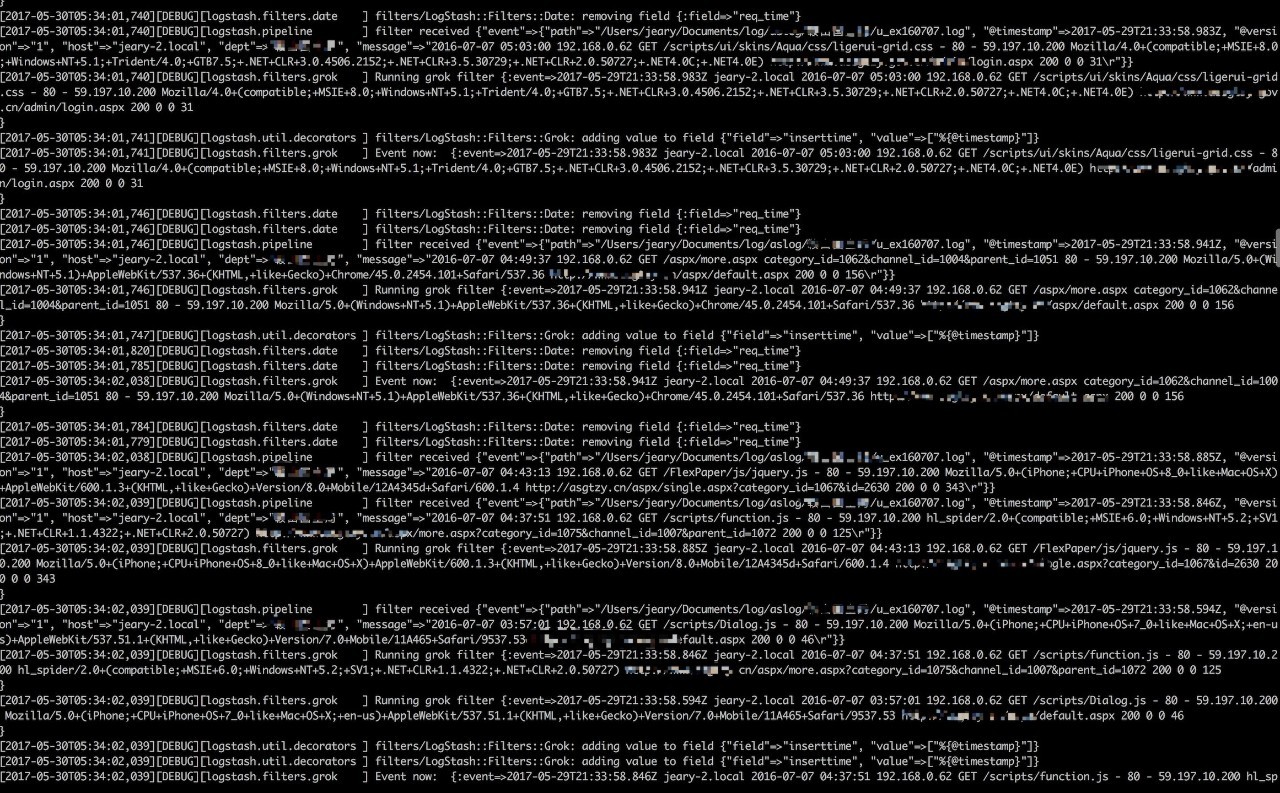 }
[2017-05-30T05:34:01,740][DEBUG][logstash.filters.date    ] filters/LogStash::Filters::Date: removing field {:field=>"req_time"}
[2017-05-30T05:34:01,740][DEBUG][logstash.pipeline        ] filter received {"event"=>{"path"=>"/Users/jeary/Documents/log/ /u_ex160707.log", "@timestamp"=>2017-05-29T21:33:58.983Z, "@versi
on"=>"1", "host"=>"jeary-2.local", "dept"=>" ", "message"=>"2016-07-07 05:03:00 192.168.0.62 GET /scripts/ui/skins/Aqua/css/ligerui-grid.css - 80 - 59.197.10.200 Mozilla/4.0+(compatible;+MSIE+8.0
;+Windows+NT+5.1;+Trident/4.0;+GTB7.5;+.NET+CLR+3.0.4506.2152;+.NET+CLR+3.5.30729;+.NET+CLR+2.0.50727;+.NET4.0C;+.NET4.0E) login.aspx 200 0 0 31\r"}}
[2017-05-30T05:34:01,740][DEBUG][logstash.filters.grok    ] Running grok filter {:event=>2017-05-29T21:33:58.983Z jeary-2.local 2016-07-07 05:03:00 192.168.0.62 GET /scripts/ui/skins/Aqua/css/ligerui-grid
.css - 80 - 59.197.10.200 Mozilla/4.0+(compatible;+MSIE+8.0;+Windows+NT+5.1;+Trident/4.0;+GTB7.5;+.NET+CLR+3.0.4506.2152;+.NET+CLR+3.5.30729;+.NET+CLR+2.0.50727;+.NET4.0C;+.NET4.0E) gov
.cn/admin/login.aspx 200 0 0 31
}
[2017-05-30T05:34:01,741][DEBUG][logstash.util.decorators ] filters/LogStash::Filters::Grok: adding value to field {"field"=>"inserttime", "value"=>["%{@timestamp}"]}
[2017-05-30T05:34:01,741][DEBUG][logstash.filters.grok    ] Event now:  {:event=>2017-05-29T21:33:58.983Z jeary-2.local 2016-07-07 05:03:00 192.168.0.62 GET /scripts/ui/skins/Aqua/css/ligerui-grid.css - 8
0 - 59.197.10.200 Mozilla/4.0+(compatible;+MSIE+8.0;+Windows+NT+5.1;+Trident/4.0;+GTB7.5;+.NET+CLR+3.0.4506.2152;+.NET+CLR+3.5.30729;+.NET+CLR+2.0.50727;+.NET4.0C;+.NET4.0E) /admi
n/login.aspx 200 0 0 31
}
[2017-05-30T05:34:01,746][DEBUG][logstash.filters.date    ] filters/LogStash::Filters::Date: removing field {:field=>"req_time"}
[2017-05-30T05:34:01,746][DEBUG][logstash.filters.date    ] filters/LogStash::Filters::Date: removing field {:field=>"req_time"}
[2017-05-30T05:34:01,746][DEBUG][logstash.pipeline        ] filter received {"event"=>{"path"=>"/Users/jeary/Documents/log/aslog/ /u_ex160707.log", "@timestamp"=>2017-05-29T21:33:58.941Z, "@versi
on"=>"1", "host"=>"jeary-2.local", "dept"=>" ", "message"=>"2016-07-07 04:49:37 192.168.0.62 GET /aspx/more.aspx category_id=1062&channel_id=1004&parent_id=1051 80 - 59.197.10.200 Mozilla/5.0+(Wi
ndows+NT+5.1)+AppleWebKit/537.36+(KHTML,+like+Gecko)+Chrome/45.0.2454.101+Safari/537.36 /aspx/default.aspx 200 0 0 156\r"}}
[2017-05-30T05:34:01,746][DEBUG][logstash.filters.grok    ] Running grok filter {:event=>2017-05-29T21:33:58.941Z jeary-2.local 2016-07-07 04:49:37 192.168.0.62 GET /aspx/more.aspx category_id=1062&channe
l_id=1004&parent_id=1051 80 - 59.197.10.200 Mozilla/5.0+(Windows+NT+5.1)+AppleWebKit/537.36+(KHTML,+like+Gecko)+Chrome/45.0.2454.101+Safari/537.36 aspx/default.aspx 200 0 0 156
}
[2017-05-30T05:34:01,747][DEBUG][logstash.util.decorators ] filters/LogStash::Filters::Grok: adding value to field {"field"=>"inserttime", "value"=>["%{@timestamp}"]}
[2017-05-30T05:34:01,820][DEBUG][logstash.filters.date    ] filters/LogStash::Filters::Date: removing field {:field=>"req_time"}
[2017-05-30T05:34:01,785][DEBUG][logstash.filters.date    ] filters/LogStash::Filters::Date: removing field {:field=>"req_time"}
[2017-05-30T05:34:02,038][DEBUG][logstash.filters.grok    ] Event now:  {:event=>2017-05-29T21:33:58.941Z jeary-2.local 2016-07-07 04:49:37 192.168.0.62 GET /aspx/more.aspx category_id=1062&channel_id=100
4&parent_id=1051 80 - 59.197.10.200 Mozilla/5.0+(Windows+NT+5.1)+AppleWebKit/537.36+(KHTML,+like+Gecko)+Chrome/45.0.2454.101+Safari/537.36 http 200 0 0 156
}
[2017-05-30T05:34:01,784][DEBUG][logstash.filters.date    ] filters/LogStash::Filters::Date: removing field {:field=>"req_time"}
[2017-05-30T05:34:01,779][DEBUG][logstash.filters.date    ] filters/LogStash::Filters::Date: removing field {:field=>"req_time"}
[2017-05-30T05:34:02,038][DEBUG][logstash.pipeline        ] filter received {"event"=>{"path"=>"/Users/jeary/Documents/log/aslog/ /u_ex160707.log", "@timestamp"=>2017-05-29T21:33:58.885Z, "@versi
on"=>"1", "host"=>"jeary-2.local", "dept"=>" ", "message"=>"2016-07-07 04:43:13 192.168.0.62 GET /FlexPaper/js/jquery.js - 80 - 59.197.10.200 Mozilla/5.0+(iPhone;+CPU+iPhone+OS+8_0+like+Mac+OS+X)
+AppleWebKit/600.1.3+(KHTML,+like+Gecko)+Version/8.0+Mobile/12A4345d+Safari/600.1.4 http://asgtzy.cn/aspx/single.aspx?category_id=1067&id=2630 200 0 0 343\r"}}
[2017-05-30T05:34:02,039][DEBUG][logstash.pipeline        ] filter received {"event"=>{"path"=>"/Users/jeary/Documents/log/aslog/ /u_ex160707.log", "@timestamp"=>2017-05-29T21:33:58.846Z, "@versi
on"=>"1", "host"=>"jeary-2.local", "dept"=>" ", "message"=>"2016-07-07 04:37:51 192.168.0.62 GET /scripts/function.js - 80 - 59.197.10.200 hl_spider/2.0+(compatible;+MSIE+6.0;+Windows+NT+5.2;+SV1
;+.NET+CLR+1.1.4322;+.NET+CLR+2.0.50727) /more.aspx?category_id=1075&channel_id=1007&parent_id=1072 200 0 0 125\r"}}
[2017-05-30T05:34:02,039][DEBUG][logstash.filters.grok    ] Running grok filter {:event=>2017-05-29T21:33:58.885Z jeary-2.local 2016-07-07 04:43:13 192.168.0.62 GET /FlexPaper/js/jquery.js - 80 - 59.197.1
0.200 Mozilla/5.0+(iPhone;+CPU+iPhone+OS+8_0+like+Mac+OS+X)+AppleWebKit/600.1.3+(KHTML,+like+Gecko)+Version/8.0+Mobile/12A4345d+Safari/600.1.4 gle.aspx?category_id=1067&id=2630 20
0 0 0 343
}
[2017-05-30T05:34:02,039][DEBUG][logstash.pipeline        ] filter received {"event"=>{"path"=>"/Users/jeary/Documents/log/aslog/ /u_ex160707.log", "@timestamp"=>2017-05-29T21:33:58.594Z, "@versi
on"=>"1", "host"=>"jeary-2.local", "dept"=>" ", "message"=>"2016-07-07 03:57:01 192.168.0.62 GET /scripts/Dialog.js - 80 - 59.197.10.200 Mozilla/5.0+(iPhone;+CPU+iPhone+OS+7_0+like+Mac+OS+X;+en-u
s)+AppleWebKit/537.51.1+(KHTML,+like+Gecko)+Version/7.0+Mobile/11A465+Safari/9537.53 efault.aspx 200 0 0 46\r"}}
[2017-05-30T05:34:02,039][DEBUG][logstash.filters.grok    ] Running grok filter {:event=>2017-05-29T21:33:58.846Z jeary-2.local 2016-07-07 04:37:51 192.168.0.62 GET /scripts/function.js - 80 - 59.197.10.2
00 hl_spider/2.0+(compatible;+MSIE+6.0;+Windows+NT+5.2;+SV1;+.NET+CLR+1.1.4322;+.NET+CLR+2.0.50727) cn/aspx/more.aspx?category_id=1075&channel_id=1007&parent_id=1072 200 0 0 125
}
[2017-05-30T05:34:02,039][DEBUG][logstash.filters.grok    ] Running grok filter {:event=>2017-05-29T21:33:58.594Z jeary-2.local 2016-07-07 03:57:01 192.168.0.62 GET /scripts/Dialog.js - 80 - 59.197.10.200
 Mozilla/5.0+(iPhone;+CPU+iPhone+OS+7_0+like+Mac+OS+X;+en-us)+AppleWebKit/537.51.1+(KHTML,+like+Gecko)+Version/7.0+Mobile/11A465+Safari/9537.53 /default.aspx 200 0 0 46
}
[2017-05-30T05:34:02,039][DEBUG][logstash.util.decorators ] filters/LogStash::Filters::Grok: adding value to field {"field"=>"inserttime", "value"=>["%{@timestamp}"]}
[2017-05-30T05:34:02,039][DEBUG][logstash.util.decorators ] filters/LogStash::Filters::Grok: adding value to field {"field"=>"inserttime", "value"=>["%{@timestamp}"]}
[2017-05-30T05:34:02,039][DEBUG][logstash.filters.grok    ] Event now:  {:event=>2017-05-29T21:33:58.846Z jeary-2.local 2016-07-07 04:37:51 192.168.0.62 GET /scripts/function.js - 80 - 59.197.10.200 hl_sp